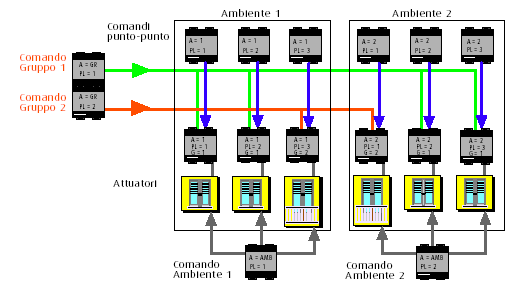 Ambiente 1
Ambiente 2
Comandi
punto-punto
A = 1
PL = 1
A = 1
PL = 2
A = 1
PL = 3
A = 2
PL = 1
A = 2
PL = 2
A = 2
PL = 3
Comando
Gruppo 1
A = GR
PL = 1
Comando
Gruppo 2
A = GR
PL = 2
A = 1
PL = 1
G = 1
A = 1
PL = 2
G = 1
A = 1
PL = 3
G = 2
A = 2
PL = 1
G = 2
A = 2
PL = 2
G = 1
A = 2
PL = 3
G = 1
Attuatori
Comando
Ambiente 1
A = AMB
PL = 1
Comando
Ambiente 2
A = AMB
PL = 2